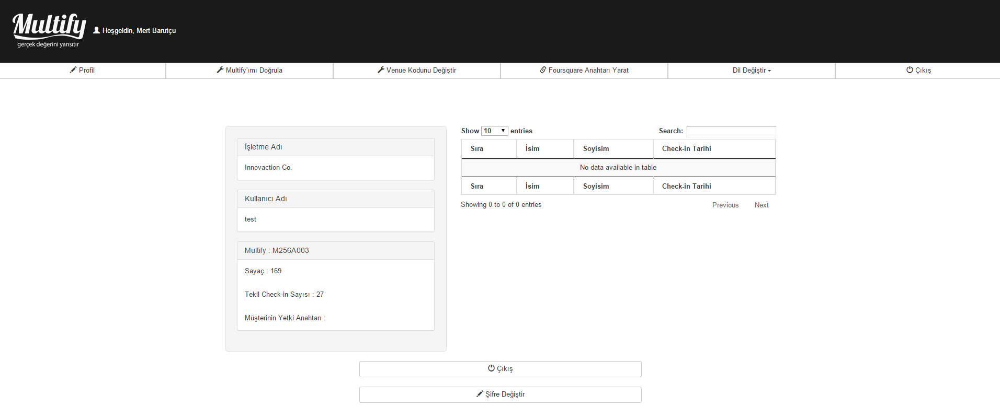 Multify
gerçek değerini yansıtır
Hoşgeldin, Mert Barutçu
Profil
Multify'ımı Doğrula
Venue Kodunu Değiştir
Foursquare Anahtarı Yarat
Dil Değiştir
Çıkış
İşletme Adı
Innovaction Co.
Kullanıcı Adı
test
Multify : M256A003
Sayaç : 169
Tekil Check-in Sayısı : 27
Müşterinin Yetki Anahtarı :
Show 10 entries
Search:
Sıra İsim Soyisim Check-in Tarihi
No data available in table
Sıra İsim Soyisim Check-in Tarihi
Showing 0 to 0 of 0 entries
Previous Next
Çıkış
Şifre Değiştir